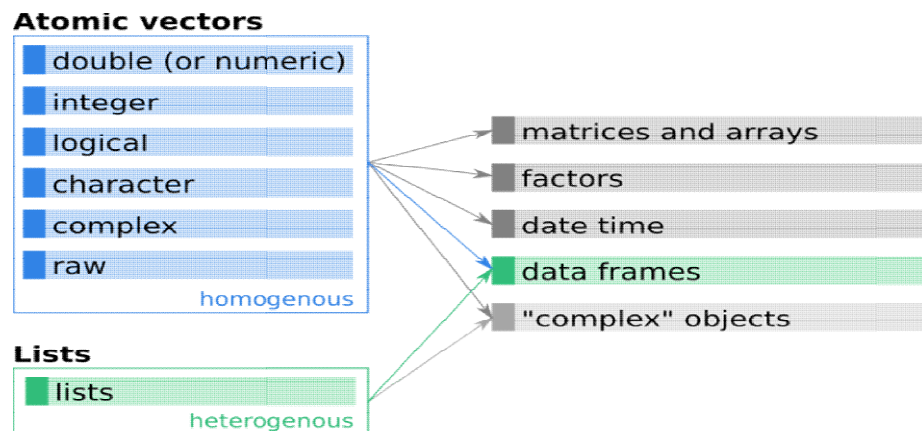 Atomic vectors
double (or numeric)
integer
logical
character
complex
raw
homogenous
Lists
lists
heterogenous
matrices and arrays
factors
date time
data frames
"complex" objects